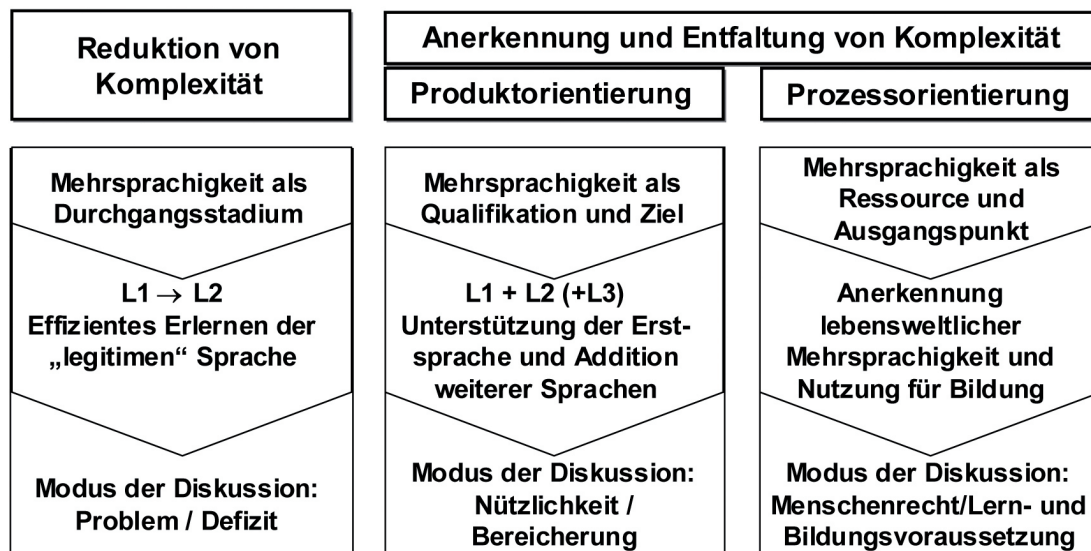 Reduktion von
Komplexität
Anerkennung und Entfaltung von Komplexität
Produktorientierung
Prozessorientierung
Mehrsprachigkeit als
Durchgangsstadium
L1 → L2
Effizientes Erlernen der
„legitimen“ Sprache
Modus der Diskussion:
Problem / Defizit
Mehrsprachigkeit als
Qualifikation und Ziel
L1 + L2 (+L3)
Unterstützung der Erst-
sprache und Addition
weiterer Sprachen
Modus der Diskussion:
Nützlichkeit /
Bereicherung
Mehrsprachigkeit als
Ressource und
Ausgangspunkt
Anerkennung
lebensweltlicher
Mehrsprachigkeit und
Nutzung für Bildung
Modus der Diskussion:
Menschenrecht/Lern- und
Bildungsvoraussetzung